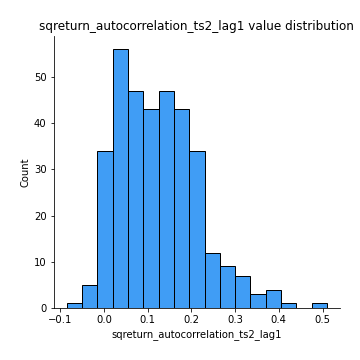 sqreturn_autocorrelation_ts2_lag1 value distribution
50
40
30
20
10
0
Count
−0.1 0.0 0.1 0.2 0.3 0.4 0.5
sqreturn_autocorrelation_ts2_lag1